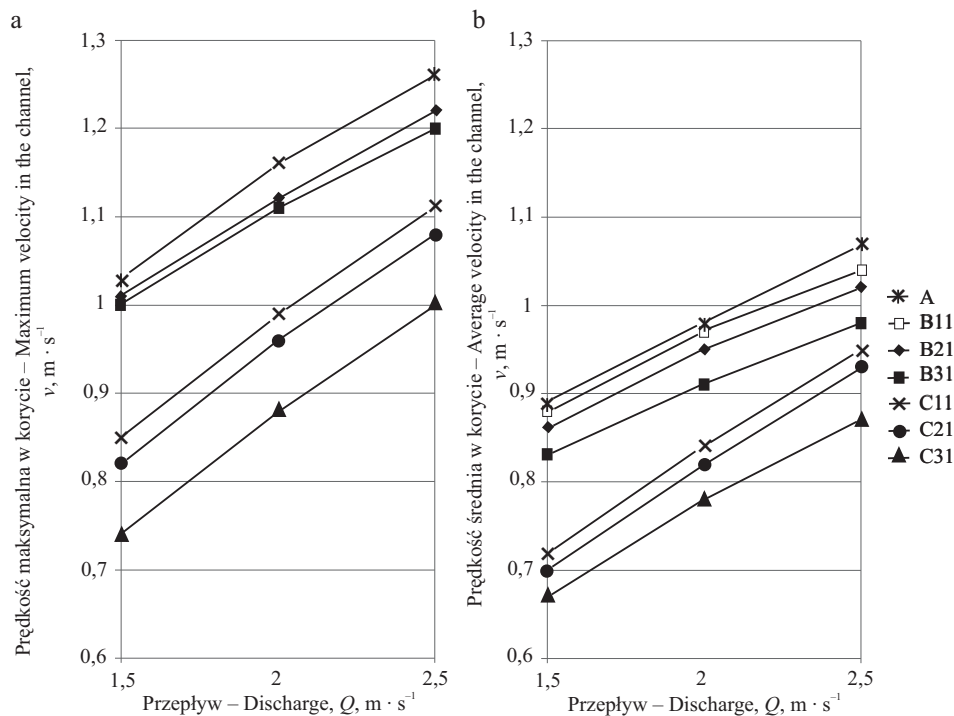 a
Prędkość maksymalna w korycie – Maximum velocity in the channel,
v, m · s⁻¹
1,3
1,2
1,1
1
0,9
0,8
0,7
0,6
1,5
2
2,5
Przepływ – Discharge, Q, m · s⁻¹
b
Prędkość średnia w korycie – Average velocity in the channel,
v, m · s⁻¹
1,3
1,2
1,1
1
0,9
0,8
0,7
0,6
1,5
2
2,5
Przepływ – Discharge, Q, m · s⁻¹
A
B11
B21
B31
C11
C21
C31